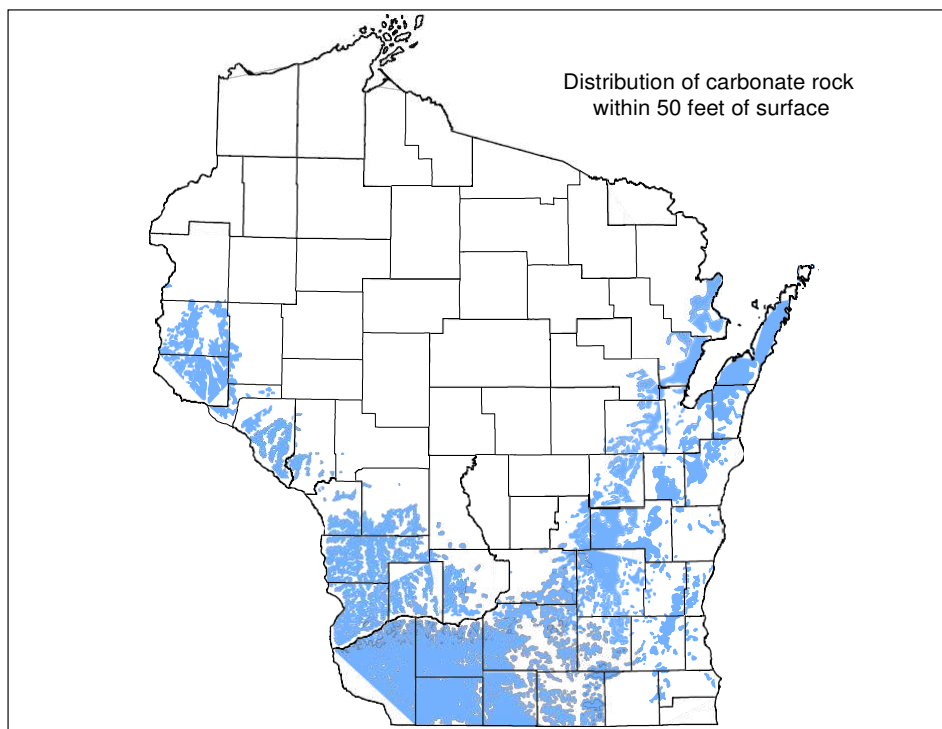 Distribution of carbonate rock
within 50 feet of surface